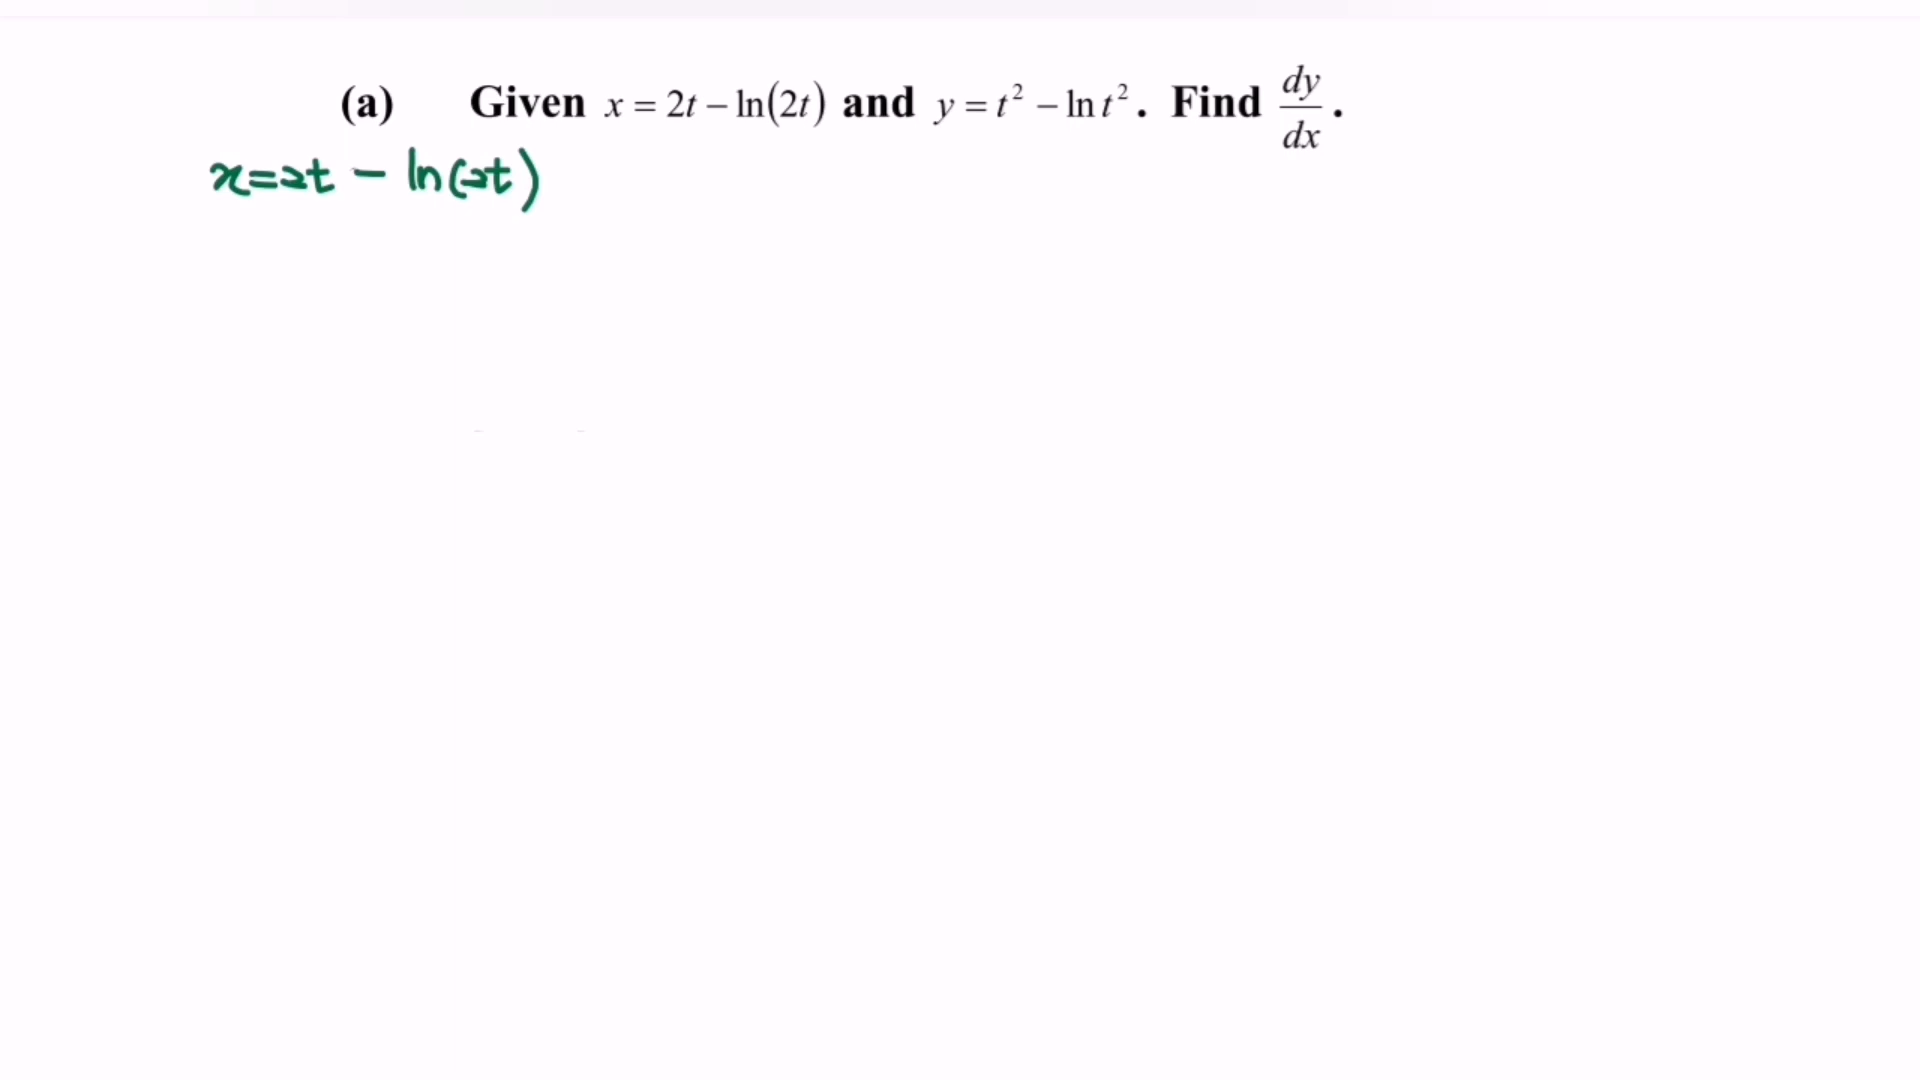 (a) Given x = 2t – ln(2t) and y = t² – ln t². Find dy/dx.
x=2t – ln(2t)